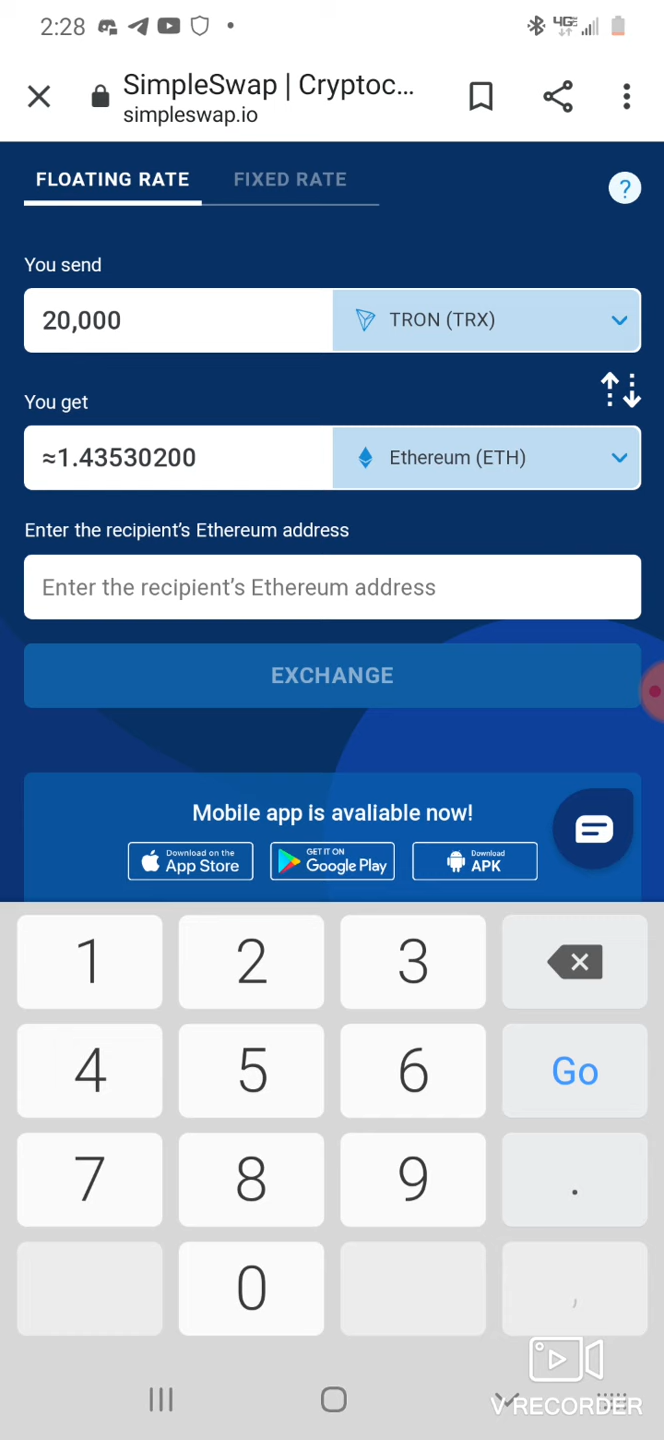 2:28
4GE
SimpleSwap | Cryptoc...
simpleswap.io
FLOATING RATE
FIXED RATE
?
You send
20,000
TRON (TRX)
You get
≈1.43530200
Ethereum (ETH)
Enter the recipient's Ethereum address
Enter the recipient's Ethereum address
EXCHANGE
Mobile app is avaliable now!
Download on the
App Store
GET IT ON
Google Play
Download
APK
1 2 3
4 5 6 Go
7 8 9 .
0 ,
V RECORDER